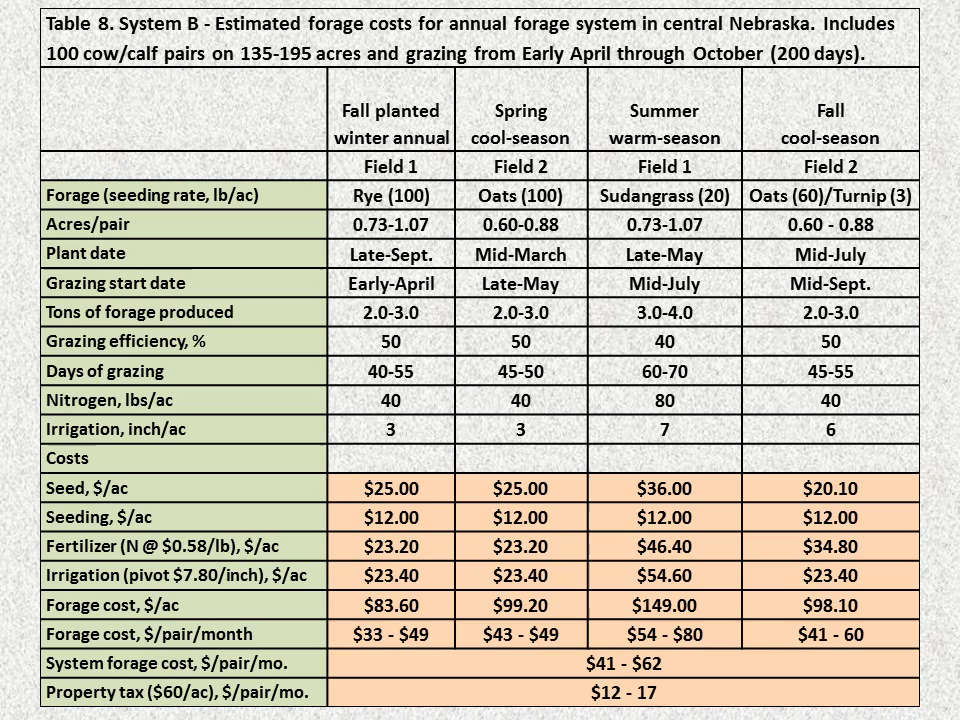 Table 8. System B - Estimated forage costs for annual forage system in central Nebraska. Includes
100 cow/calf pairs on 135-195 acres and grazing from Early April through October (200 days).
Fall planted winter annual Spring cool-season Summer warm-season Fall cool-season
Field 1 Field 2 Field 1 Field 2
Forage (seeding rate, lb/ac) Rye (100) Oats (100) Sudangrass (20) Oats (60)/Turnip (3)
Acres/pair 0.73-1.07 0.60-0.88 0.73-1.07 0.60 - 0.88
Plant date Late-Sept. Mid-March Late-May Mid-July
Grazing start date Early-April Late-May Mid-July Mid-Sept.
Tons of forage produced 2.0-3.0 2.0-3.0 3.0-4.0 2.0-3.0
Grazing efficiency, % 50 50 40 50
Days of grazing 40-55 45-50 60-70 45-55
Nitrogen, lbs/ac 40 40 80 40
Irrigation, inch/ac 3 3 7 6
Costs
Seed, $/ac $25.00 $25.00 $36.00 $20.10
Seeding, $/ac $12.00 $12.00 $12.00 $12.00
Fertilizer (N @ $0.58/lb), $/ac $23.20 $23.20 $46.40 $34.80
Irrigation (pivot $7.80/inch), $/ac $23.40 $23.40 $54.60 $23.40
Forage cost, $/ac $83.60 $99.20 $149.00 $98.10
Forage cost, $/pair/month $33 - $49 $43 - $49 $54 - $80 $41 - 60
System forage cost, $/pair/mo. $41 - $62
Property tax ($60/ac), $/pair/mo. $12 - 17